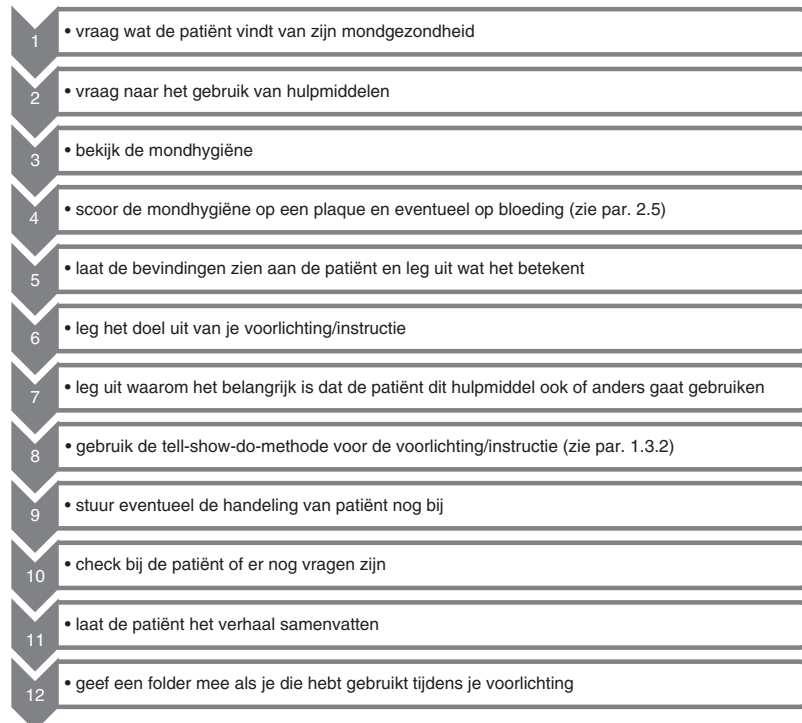 1 • vraag wat de patiënt vindt van zijn mondgezondheid
2 • vraag naar het gebruik van hulpmiddelen
3 • bekijk de mondhygiëne
4 • scoor de mondhygiëne op een plaque en eventueel op bloeding (zie par. 2.5)
5 • laat de bevindingen zien aan de patiënt en leg uit wat het betekent
6 • leg het doel uit van je voorlichting/instructie
7 • leg uit waarom het belangrijk is dat de patiënt dit hulpmiddel ook of anders gaat gebruiken
8 • gebruik de tell-show-do-methode voor de voorlichting/instructie (zie par. 1.3.2)
9 • stuur eventueel de handeling van patiënt nog bij
10 • check bij de patiënt of er nog vragen zijn
11 • laat de patiënt het verhaal samenvatten
12 • geef een folder mee als je die hebt gebruikt tijdens je voorlichting